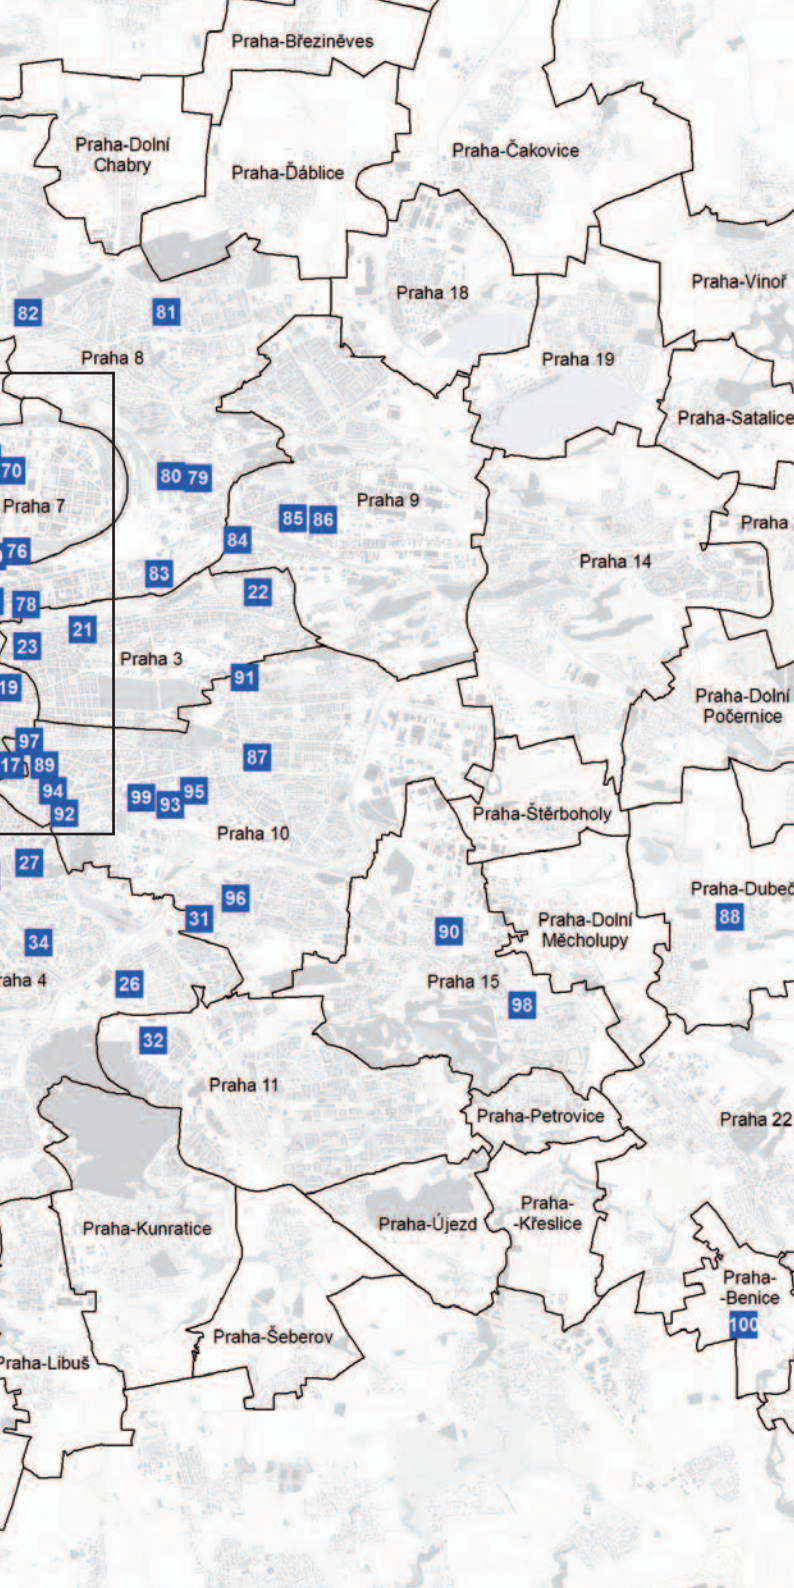 Praha-Březiněves
Praha-Dolní
Chabry
Praha-Ďáblice
Praha-Čakovice
Praha-Vinoř
Praha 18
82
81
Praha 8
Praha 19
Praha-Satalice
70
80
79
Praha 7
Praha 9
85
86
Praha
84
76
Praha 14
83
22
78
21
23
Praha 3
91
19
Praha-Dolní
Počernice
97
17
89
87
94
99
93
95
92
Praha-Štěrboholy
Praha 10
27
Praha-Dubeč
96
31
88
90
Praha-Dolní
Měcholupy
34
raha 4
26
Praha 15
98
32
Praha 11
Praha-Petrovice
Praha 22
Praha-Kunratice
Praha-Újezd
Praha-
-Křeslice
Praha-
-Benice
100
Praha-Šeberov
Praha-Libuš